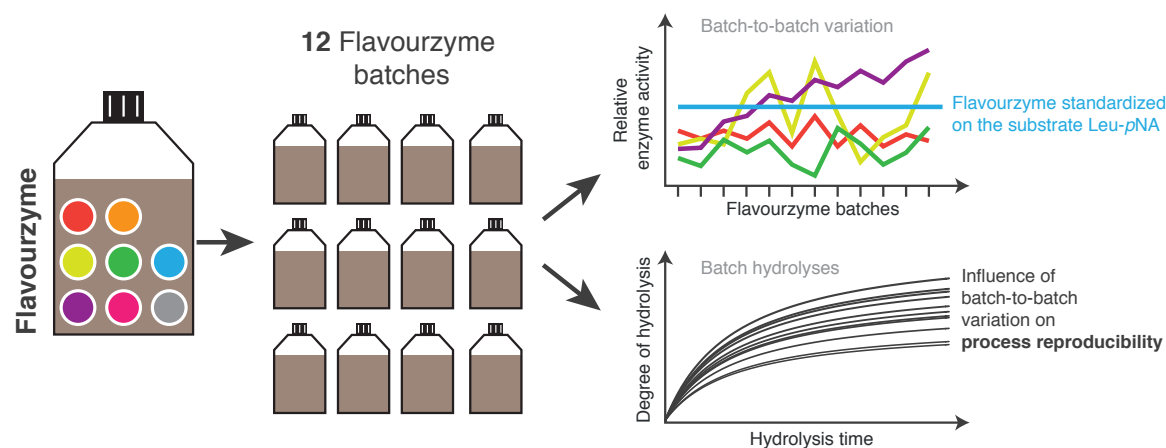 Flavourzyme
12 Flavourzyme
batches
Batch-to-batch variation
Relative
enzyme activity
Flavourzyme standardized
on the substrate Leu-pNA
Flavourzyme batches
Batch hydrolyses
Degree of hydrolysis
Influence of
batch-to-batch
variation on
process reproducibility
Hydrolysis time